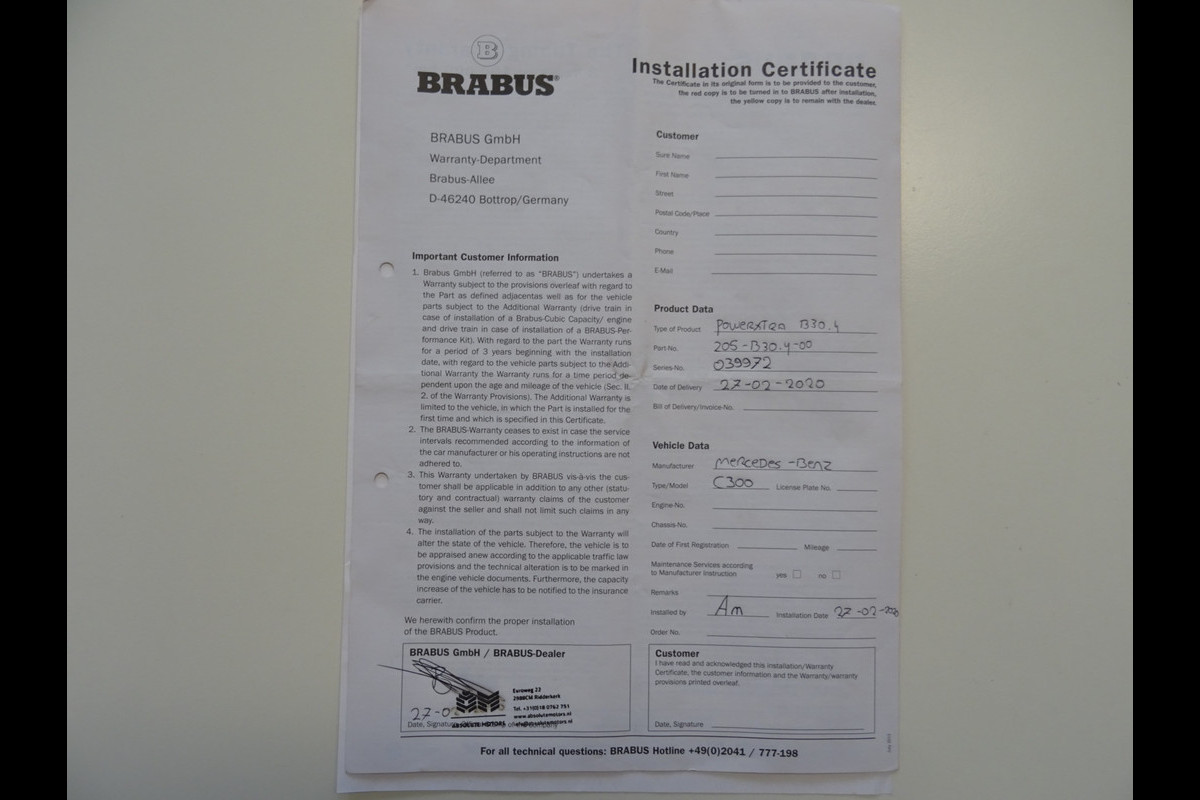 B
BRABUS®
BRABUS GmbH
Warranty-Department
Brabus-Allee
D-46240 Bottrop/Germany
Important Customer Information
1. Brabus GmbH (referred to as "BRABUS") undertakes a
Warranty subject to the provisions overleaf with regard to
the Part as defined adjacentas well as for the vehicle
parts subject to the Additional Warranty (drive train in
case of installation of a Brabus-Cubic Capacity/ engine
and drive train in case of installation of a BRABUS-Per-
formance Kit). With regard to the part the Warranty runs
for a period of 3 years beginning with the installation
date, with regard to the vehicle parts subject to the Addi-
tional Warranty the Warranty runs for a time period de-
pendent upon the age and mileage of the vehicle (Sec. II.
2. of the Warranty Provisions). The Additional Warranty is
limited to the vehicle, in which the Part is installed for the
first time and which is specified in this Certificate.
2. The BRABUS-Warranty ceases to exist in case the service
intervals recommended according to the information of
the car manufacturer or his operating instructions are not
adhered to.
3. This Warranty undertaken by BRABUS vis-à-vis the cus-
tomer shall be applicable in addition to any other (statu-
tory and contractual) warranty claims of the customer
against the seller and shall not limit such claims in any
way.
4. The installation of the parts subject to the Warranty will
alter the state of the vehicle. Therefore, the vehicle is to
be appraised anew according to the applicable traffic law
provisions and the technical alteration is to be marked in
the engine vehicle documents. Furthermore, the capacity
increase of the vehicle has to be notified to the insurance
carrier.
We herewith confirm the proper installation
of the BRABUS Product.
BRABUS GmbH / BRABUS-Dealer
Euroweg 23
2988CM Ridderkerk
Tel. +31(0)18 0763 791
www.absolutemotors.nl
27-0
ABSOLUTE MOTORS
Date, Signature
Installation Certificate
The Certificate in its original form is to be provided to the customer,
the red copy is to be turned in to BRABUS after installation,
the yellow copy is to remain with the dealer.
Customer
Sure Name
First Name
Street
Postal Code/Place
Country
Phone
E-Mail
Product Data
Type of Product PowerXtra B30.4
Part-No. 205-B30.4-00
Series-No. 039972
Date of Delivery 27-02-2020
Bill of Delivery/Invoice-No.
Vehicle Data
Manufacturer Mercedes-Benz
Type/Model C300 License Plate No.
Engine-No.
Chassis-No.
Date of First Registration Mileage
Maintenance Services according
to Manufacturer Instruction yes no
Remarks
Installed by Am Installation Date 27-02-2020
Order No.
Customer
I have read and acknowledged this installation/Warranty
Certificate, the customer information and the Warranty/warranty
provisions printed overleaf.
Date, Signature
For all technical questions: BRABUS Hotline +49(0)2041 / 777-198